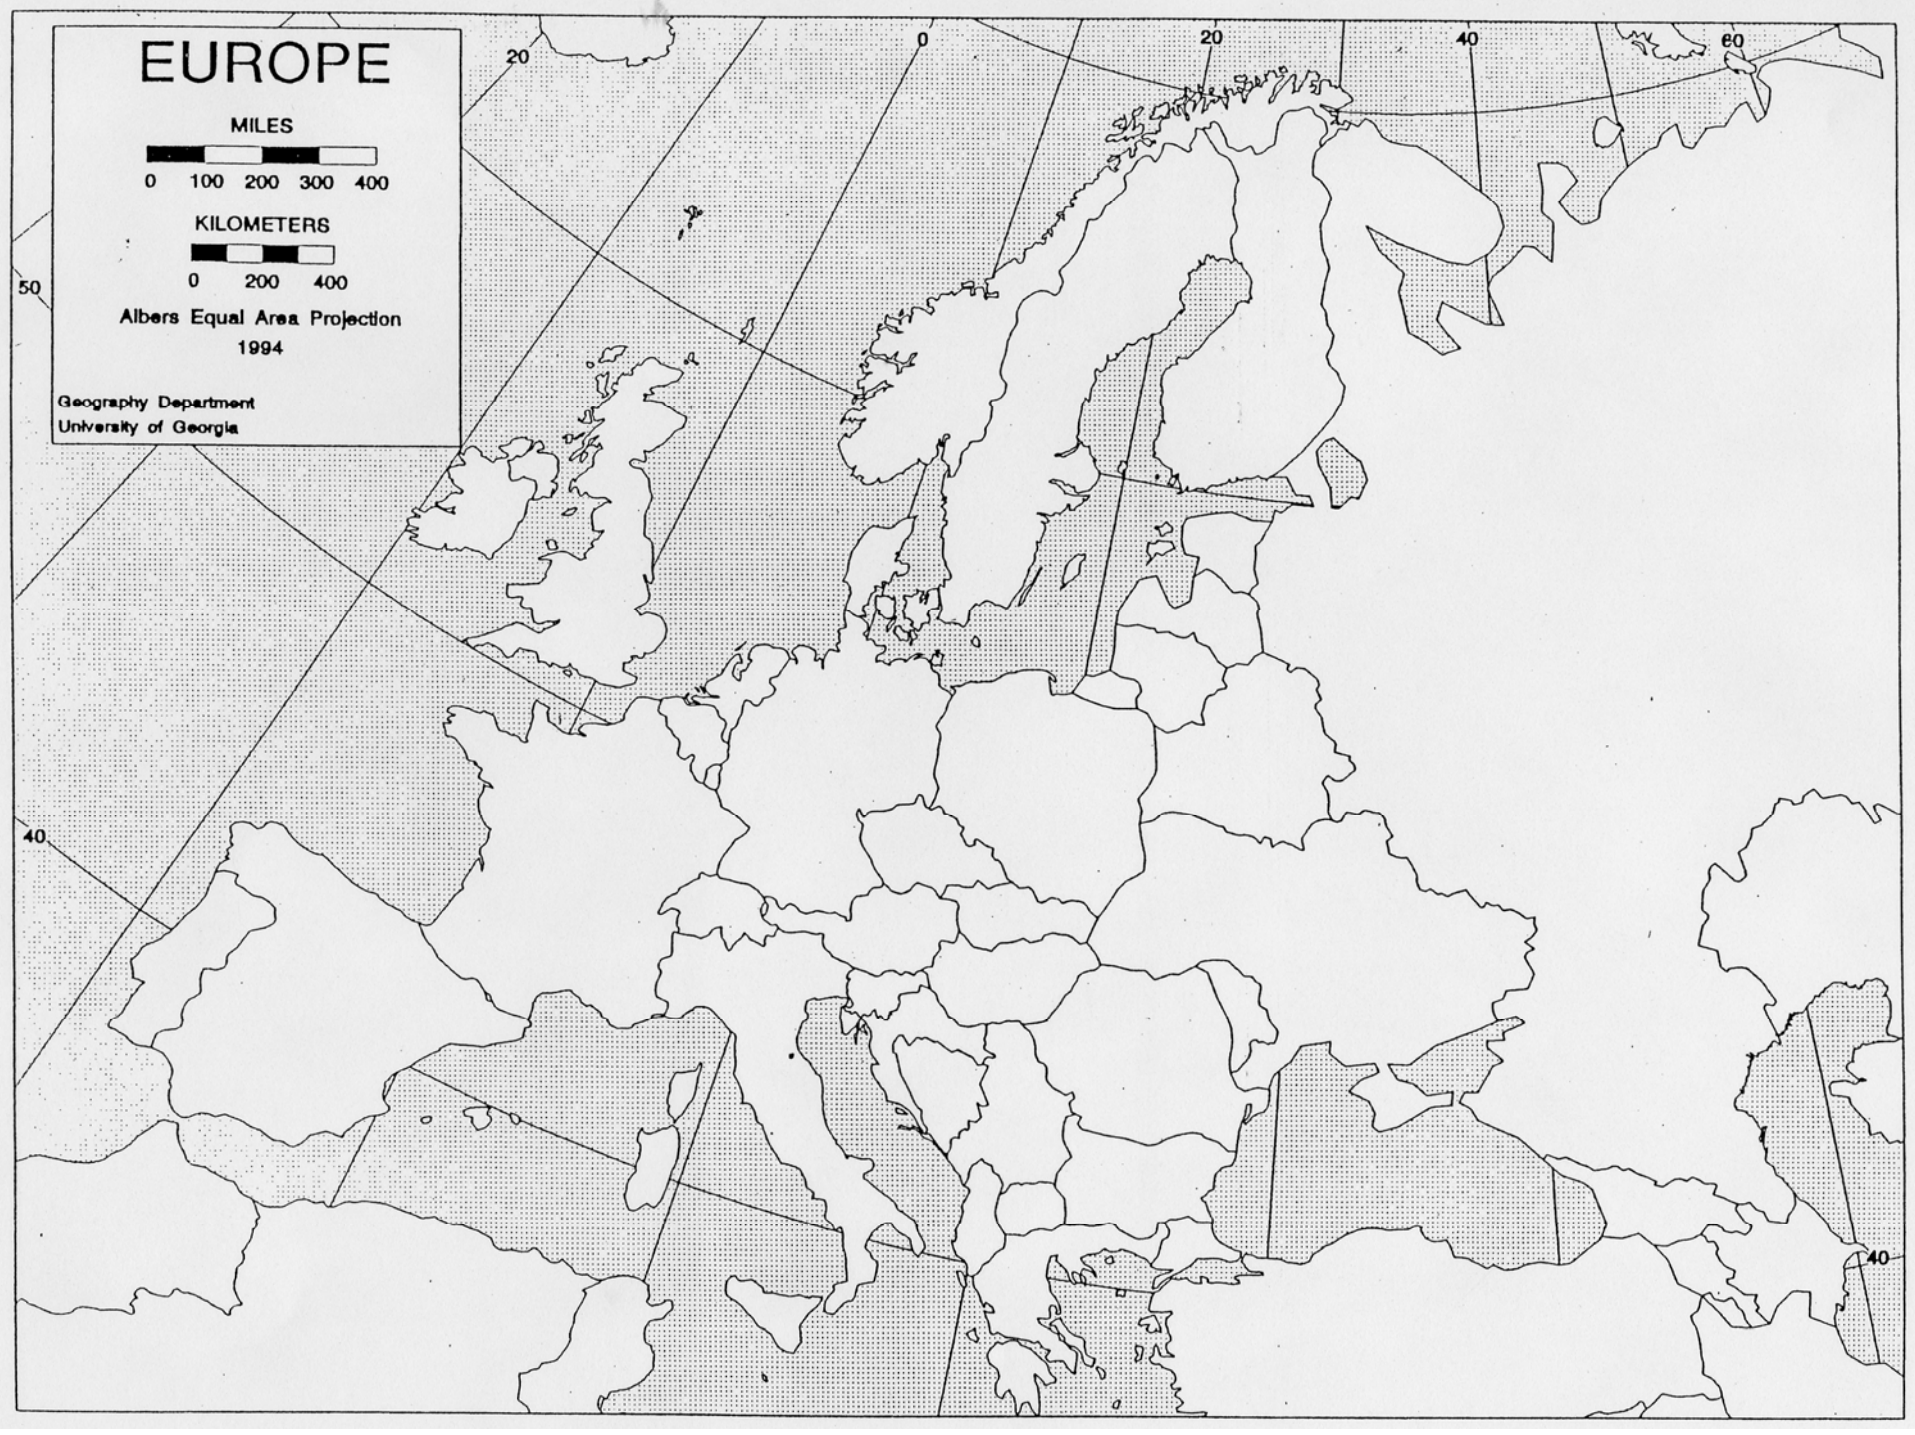 EUROPE
MILES
0 100 200 300 400
KILOMETERS
0 200 400
Albers Equal Area Projection
1994
Geography Department
University of Georgia
20
0
20
40
60
50
40
40